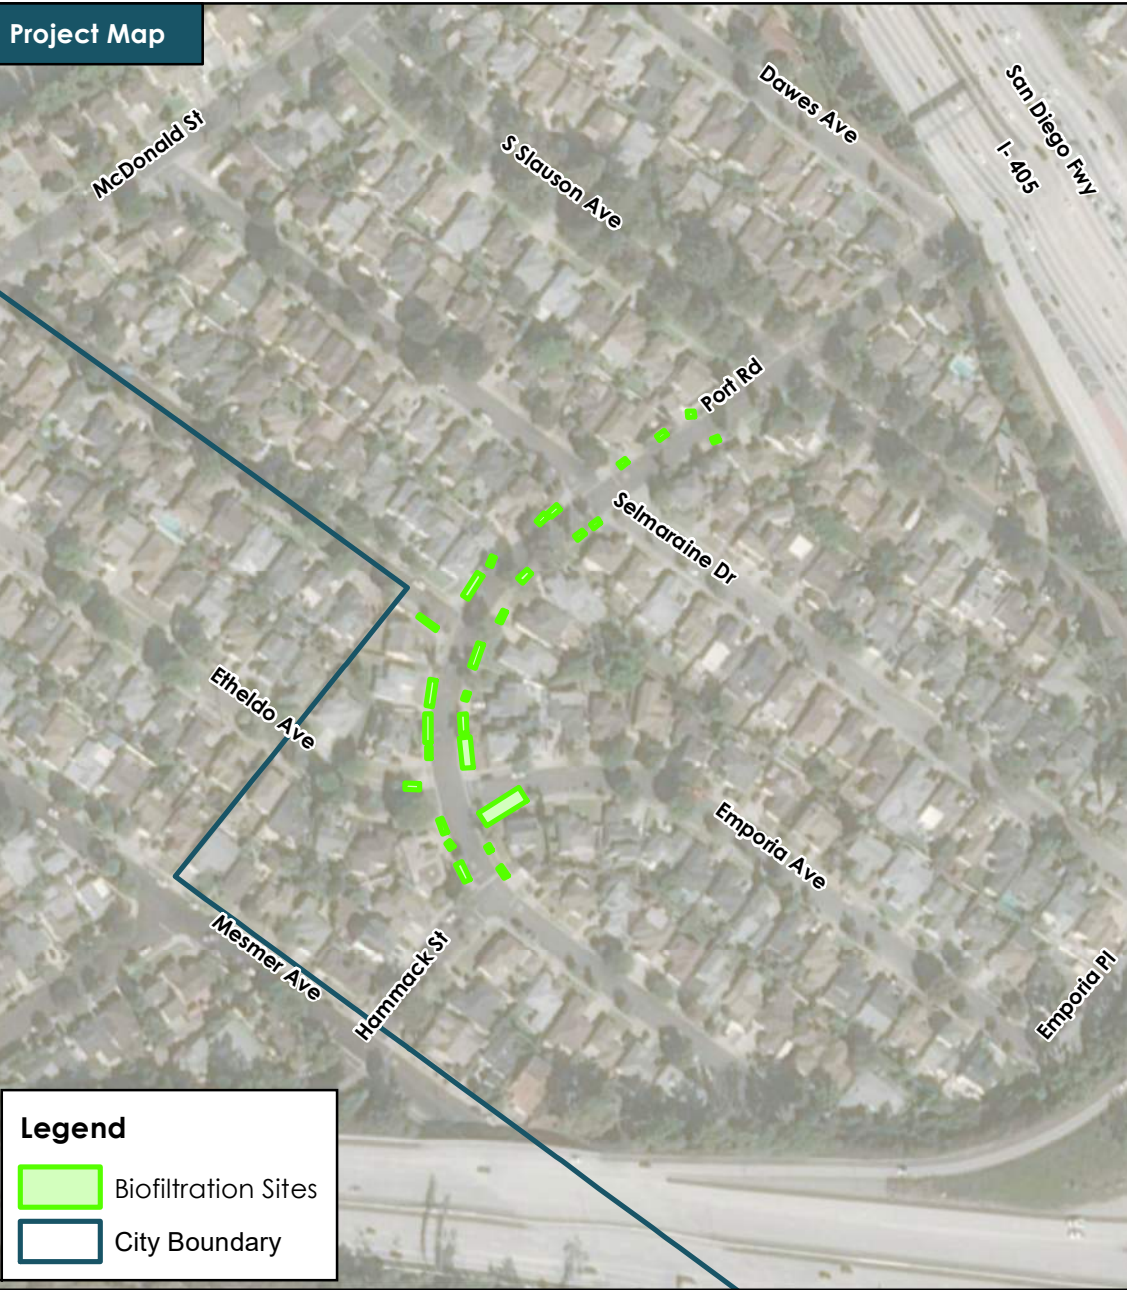 Project Map
McDonald St
S Slauson Ave
Dawes Ave
San Diego Fwy
I- 405
Port Rd
Selmaraine Dr
Etheldo Ave
Emporia Ave
Mesmer Ave
Hammack St
Emporia Pl
Legend
Biofiltration Sites
City Boundary